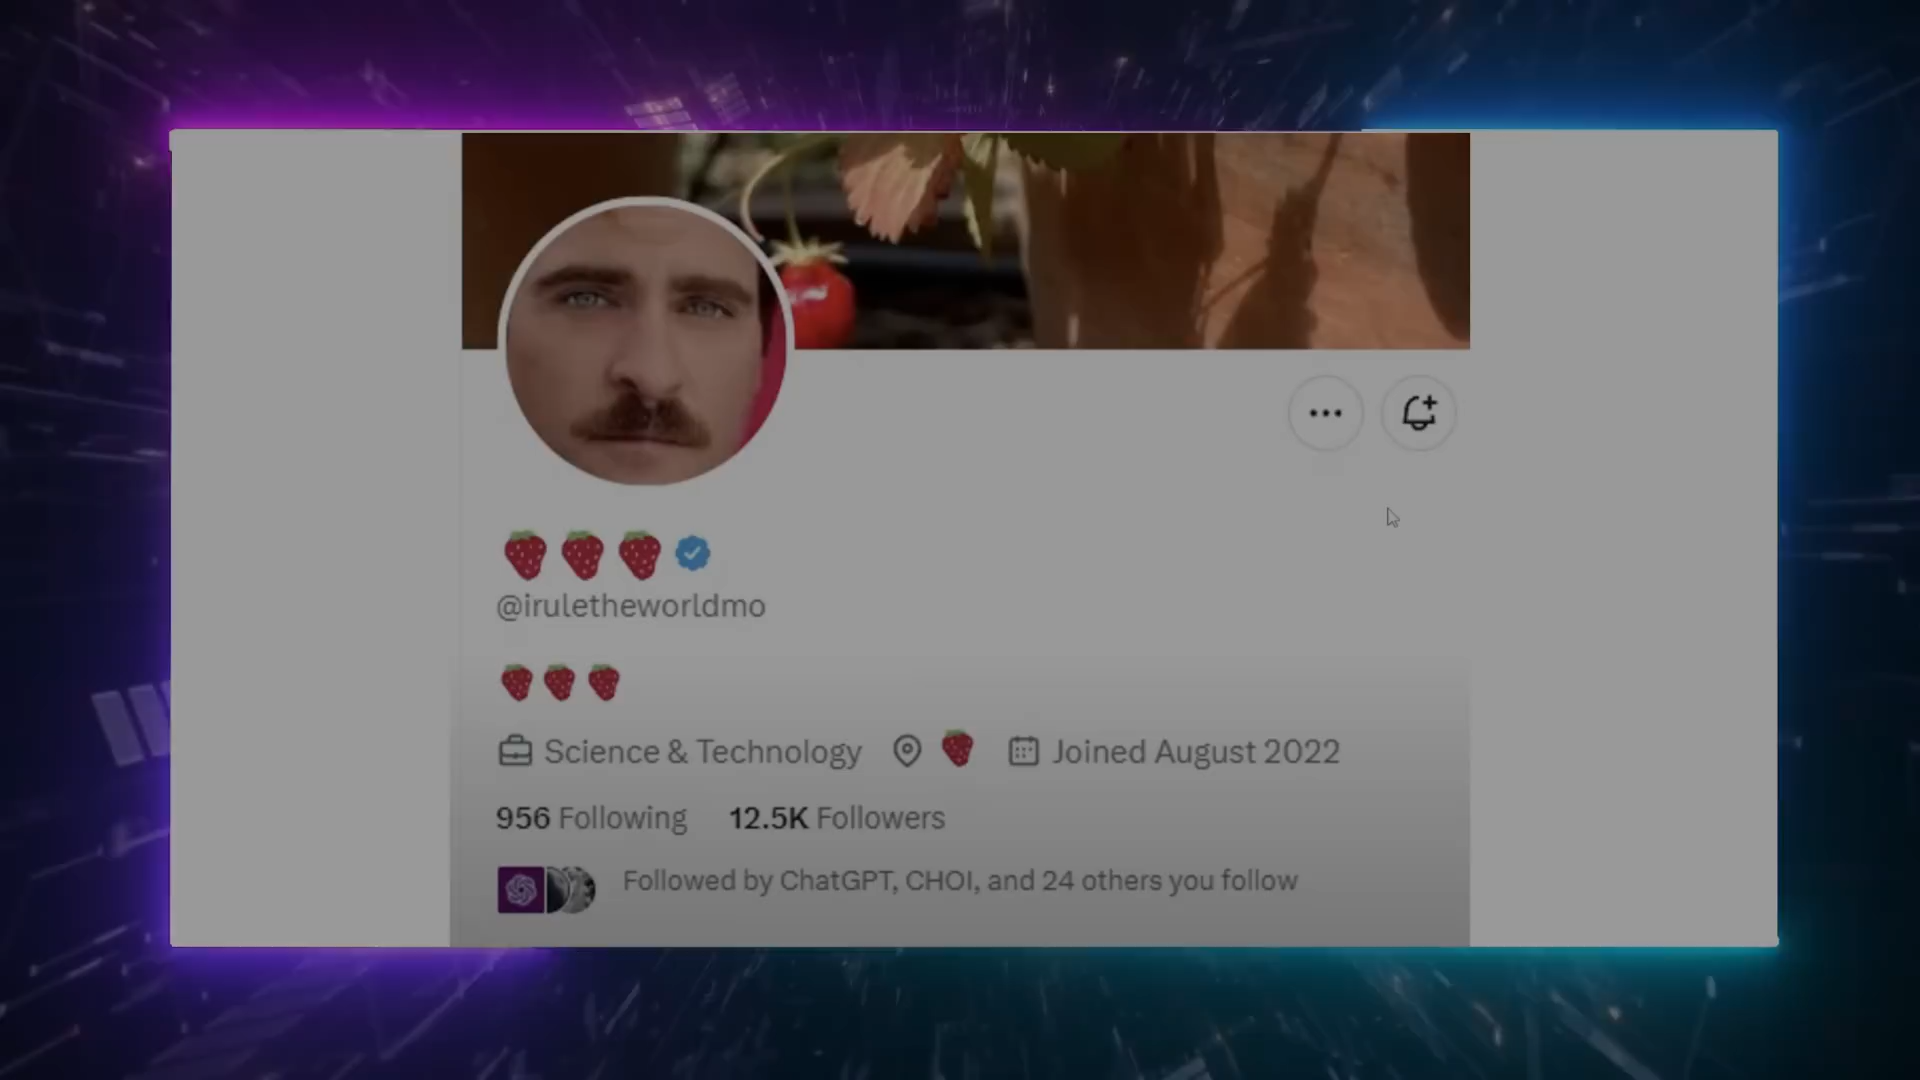 🍓🍓🍓
@iruletheworldmo
🍓🍓🍓
Science & Technology 🍓 Joined August 2022
956 Following 12.5K Followers
Followed by ChatGPT, CHOI, and 24 others you follow